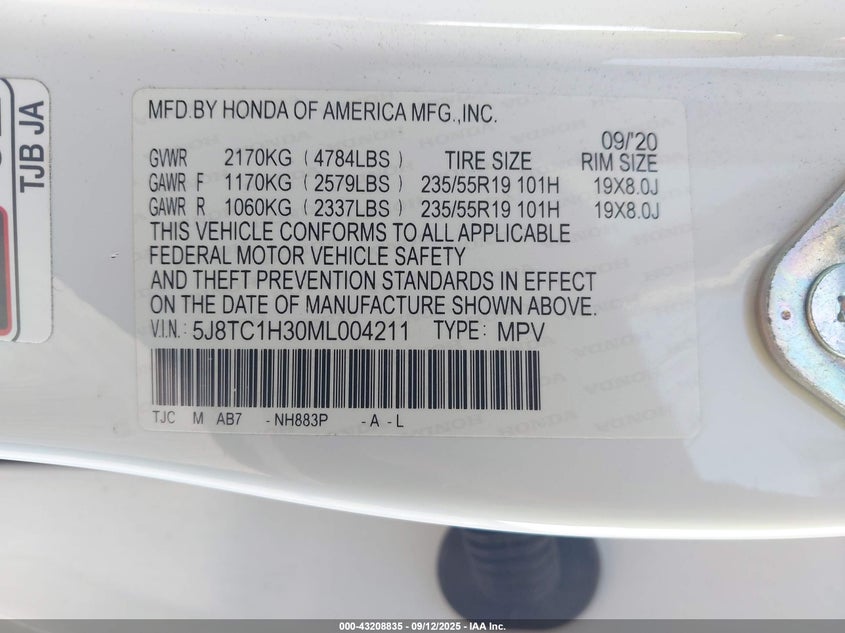 MFD.BY HONDA OF AMERICA MFG.,INC.
09/'20
GVWR 2170KG ( 4784LBS ) TIRE SIZE RIM SIZE
GAWR F 1170KG ( 2579LBS ) 235/55R19 101H 19X8.0J
GAWR R 1060KG ( 2337LBS ) 235/55R19 101H 19X8.0J
THIS VEHICLE CONFORMS TO ALL APPLICABLE
FEDERAL MOTOR VEHICLE SAFETY
AND THEFT PREVENTION STANDARDS IN EFFECT
ON THE DATE OF MANUFACTURE SHOWN ABOVE.
V.I.N.: 5J8TC1H30ML004211 TYPE: MPV
TJC M AB7 -NH883P -A-L
TJB JA
000-43208835 - 09/12/2025 - IAA Inc.